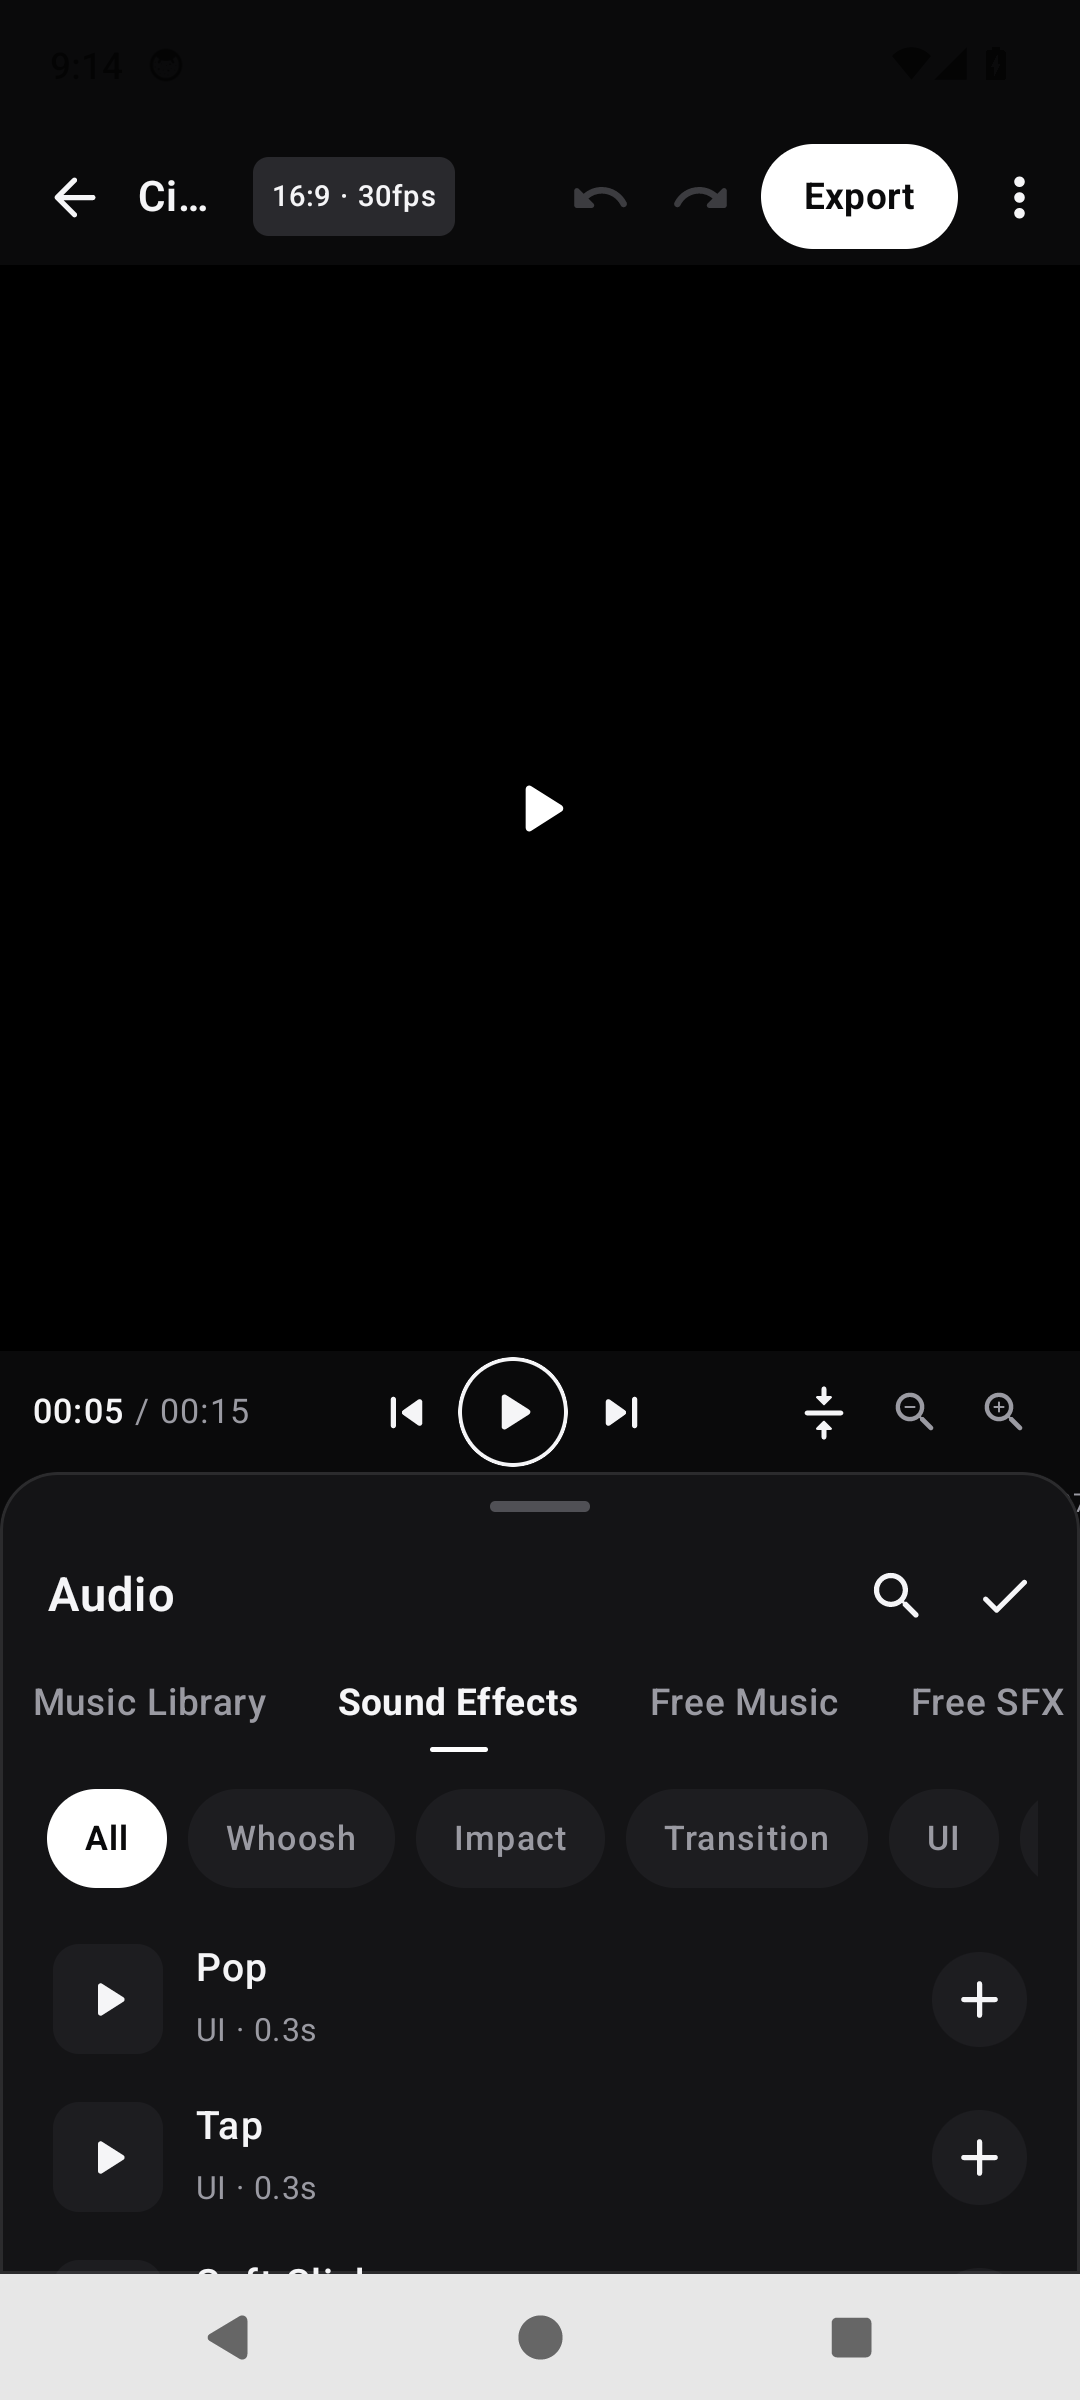 9:14
Ci...
16:9 · 30fps
Export
00:05 / 00:15
Audio
Music Library
Sound Effects
Free Music
Free SFX
All
Whoosh
Impact
Transition
UI
Pop
UI · 0.3s
Tap
UI · 0.3s